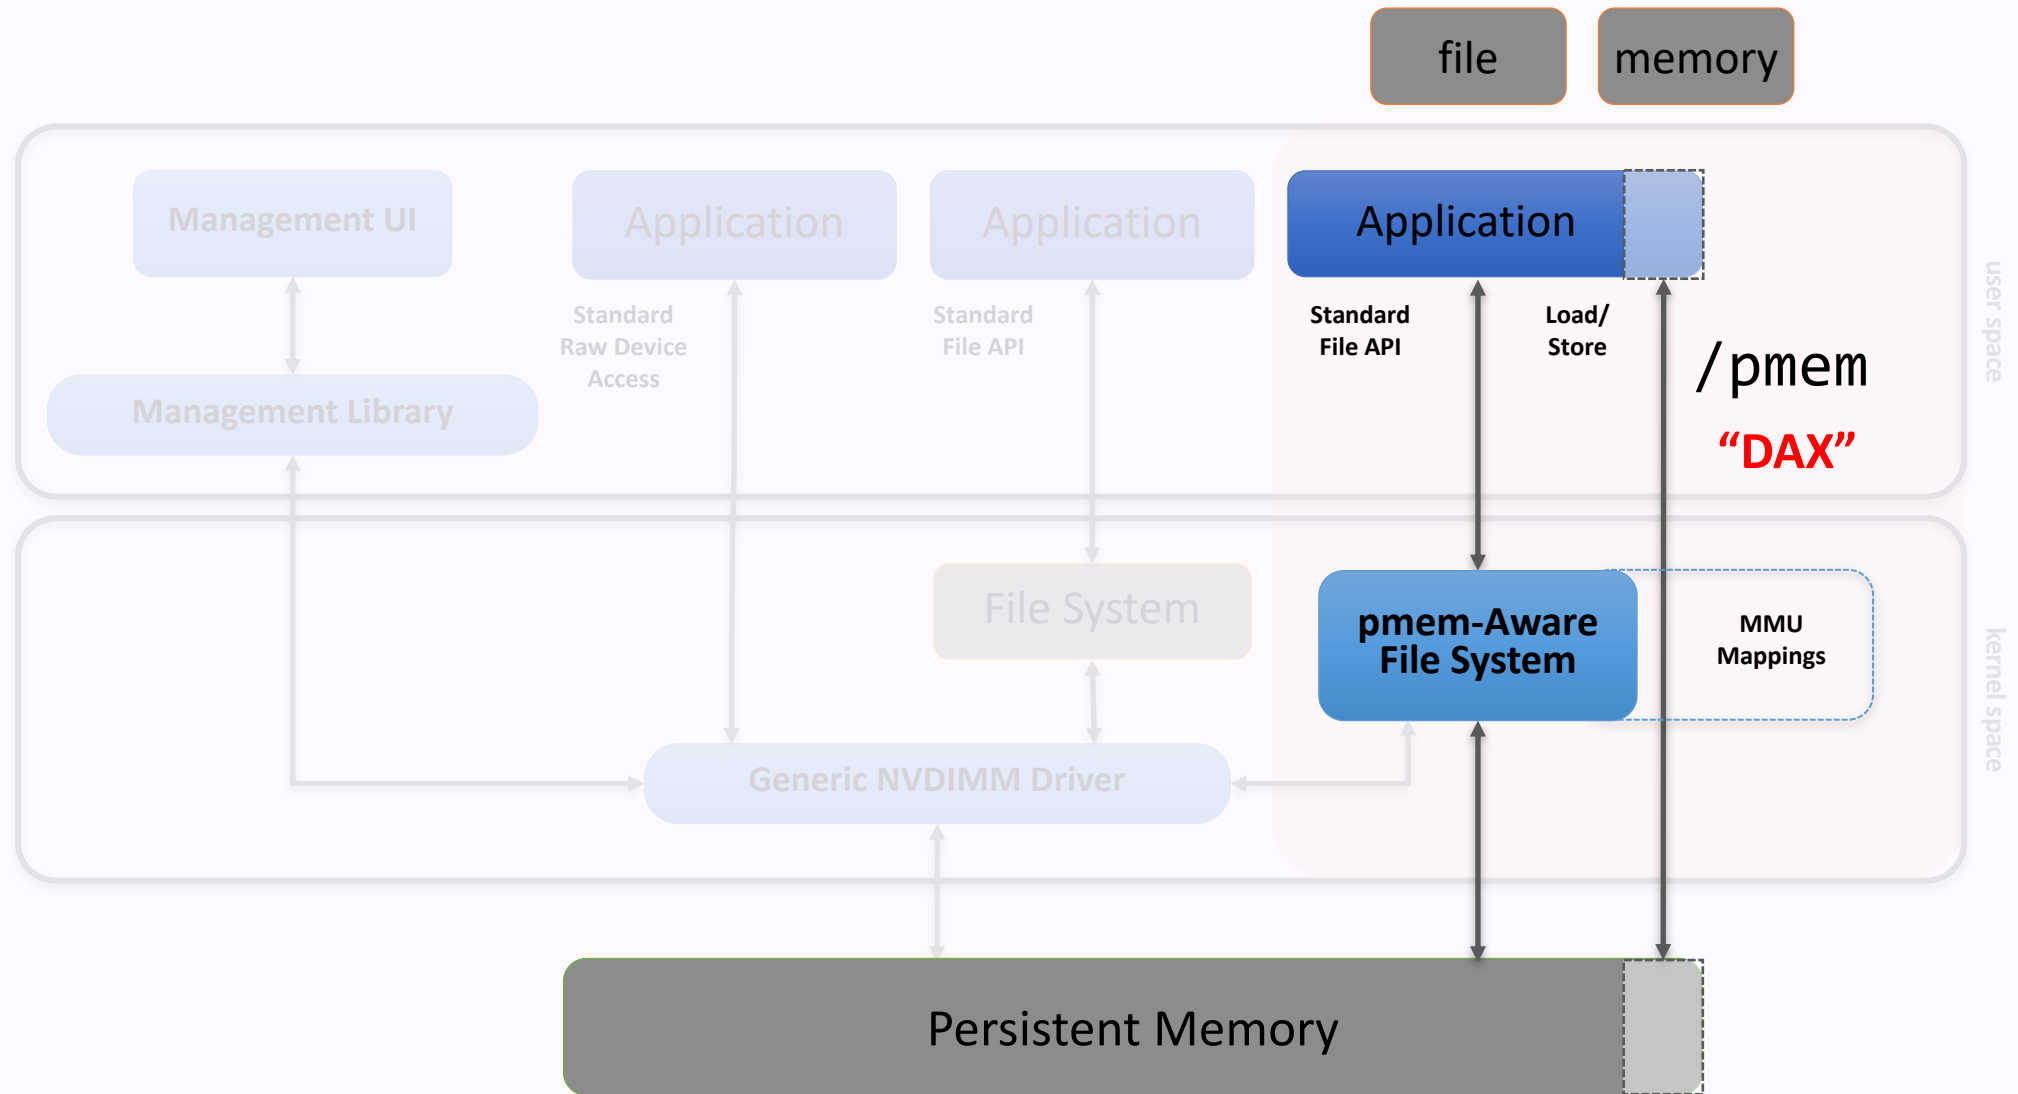 file
memory
Management UI
Application
Application
Application
Standard
Raw Device
Access
Standard
File API
Standard
File API
Load/
Store
/pmem
“DAX”
user space
Management Library
File System
pmem-Aware
File System
MMU
Mappings
kernel space
Generic NVDIMM Driver
Persistent Memory